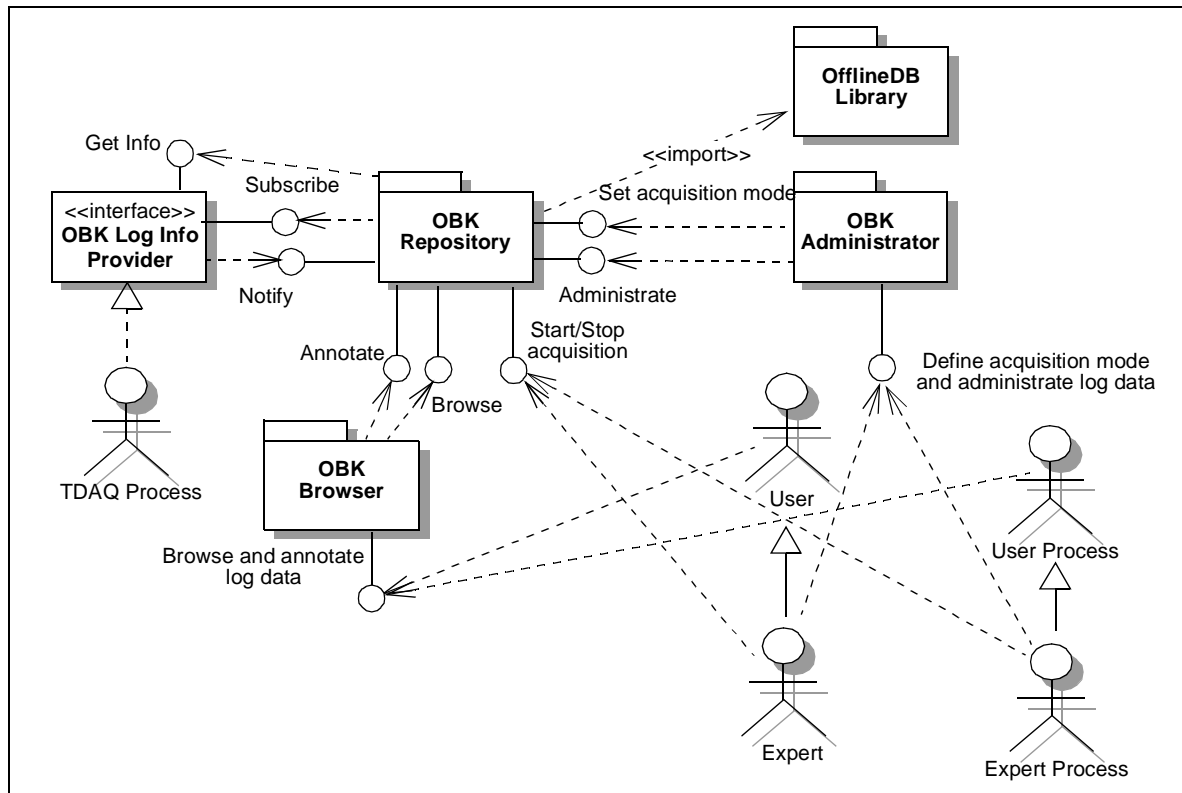 OfflineDB
Library
Get Info
<<import>>
Subscribe
Set acquisition mode
<<interface>>
OBK Log Info
Provider
OBK
Repository
OBK
Administrator
Notify
Administrate
Annotate
Start/Stop
acquisition
Browse
Define acquisition mode
and administrate log data
OBK
Browser
TDAQ Process
User
User Process
Browse and annotate
log data
Expert
Expert Process